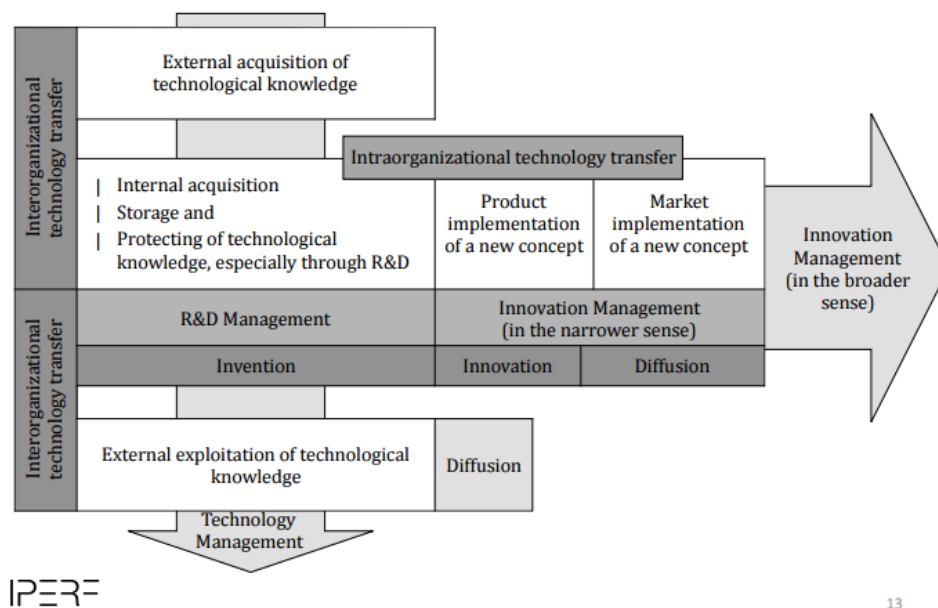 External acquisition of
technological knowledge
Interorganizational
technology transfer
Intraorganizational technology transfer
| Internal acquisition
| Storage and
| Protecting of technological
knowledge, especially through R&D
Product
implementation
of a new concept
Market
implementation
of a new concept
Innovation
Management
(in the broader
sense)
R&D Management
Innovation Management
(in the narrower sense)
Invention
Innovation
Diffusion
Interorganizational
technology transfer
External exploitation of technological
knowledge
Diffusion
Technology
Management
IPERF
13